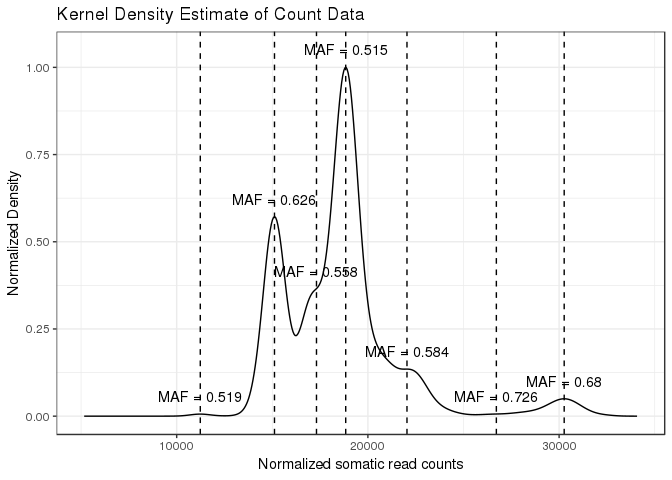 Kernel Density Estimate of Count Data
MAF = 0.515
1.00
0.75
MAF = 0.626
0.50
MAF = 0.558
0.25
MAF = 0.584
MAF = 0.68
MAF = 0.519
MAF = 0.726
0.00
Normalized Density
10000
20000
30000
Normalized somatic read counts